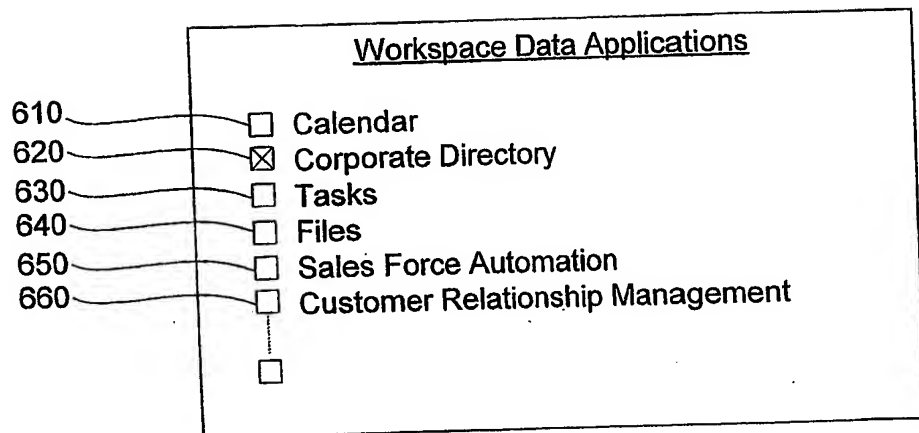 Workspace Data Applications
610 Calendar
620 Corporate Directory
630 Tasks
640 Files
650 Sales Force Automation
660 Customer Relationship Management